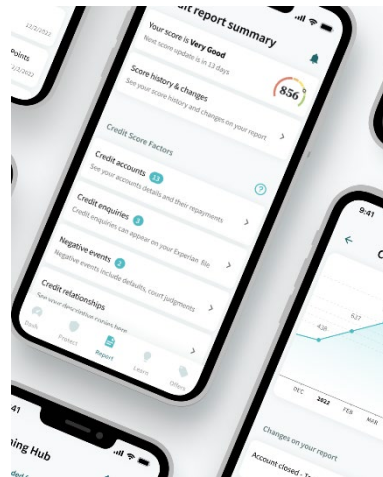 13/2/2022
Points
2/2/2022
dit report summary
Your score is Very Good
Next score update is in 12 days
856
Score history & changes
See your score history and changes on your report
Credit Score Factors
Credit accounts 13
See your accounts details and their repayments
Credit enquiries 3
Credit enquiries can appear on your Experian file
Negative events 2
Negative events include defaults, court judgments
Credit relationships
Dash
Protect
Report
Learn
Offers
9:41
C
438
627
DEC
2022
FEB
MAR
Changes on your report
Account closed - T
41
ning Hub